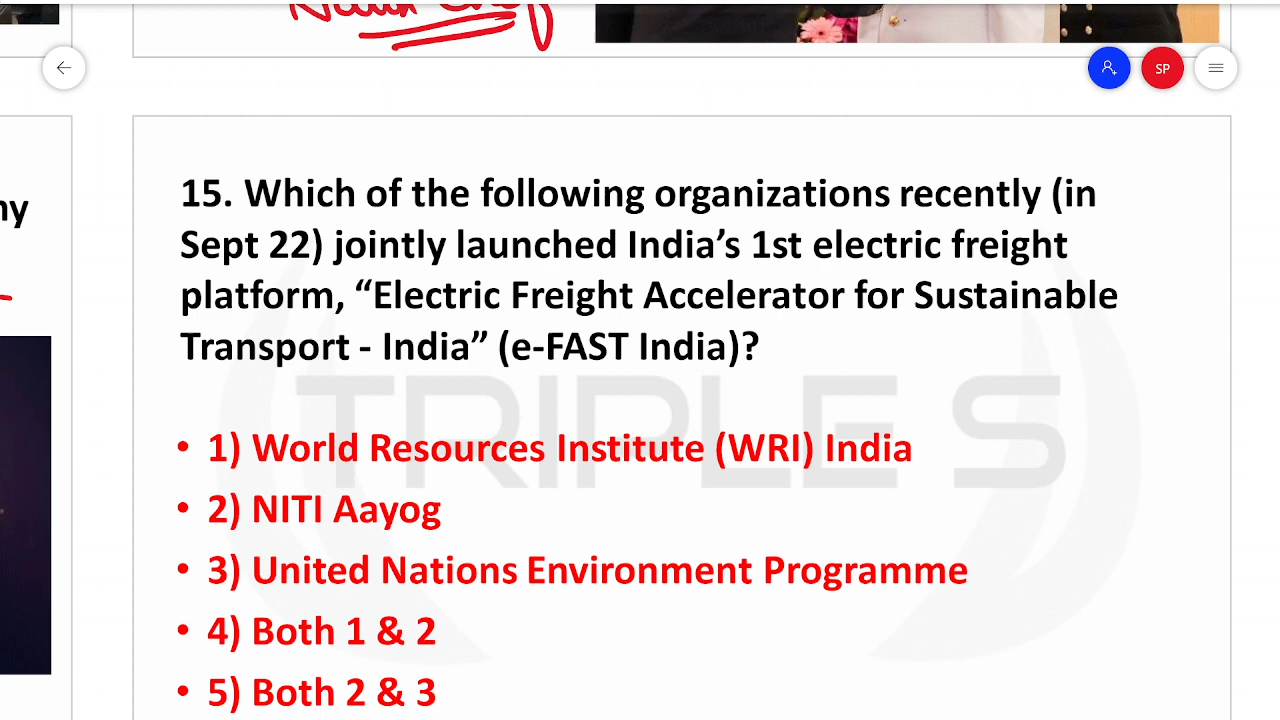 SP
ny
15. Which of the following organizations recently (in
Sept 22) jointly launched India’s 1st electric freight
platform, “Electric Freight Accelerator for Sustainable
Transport - India” (e-FAST India)?
TRIPLE S
• 1) World Resources Institute (WRI) India
• 2) NITI Aayog
• 3) United Nations Environment Programme
• 4) Both 1 & 2
• 5) Both 2 & 3